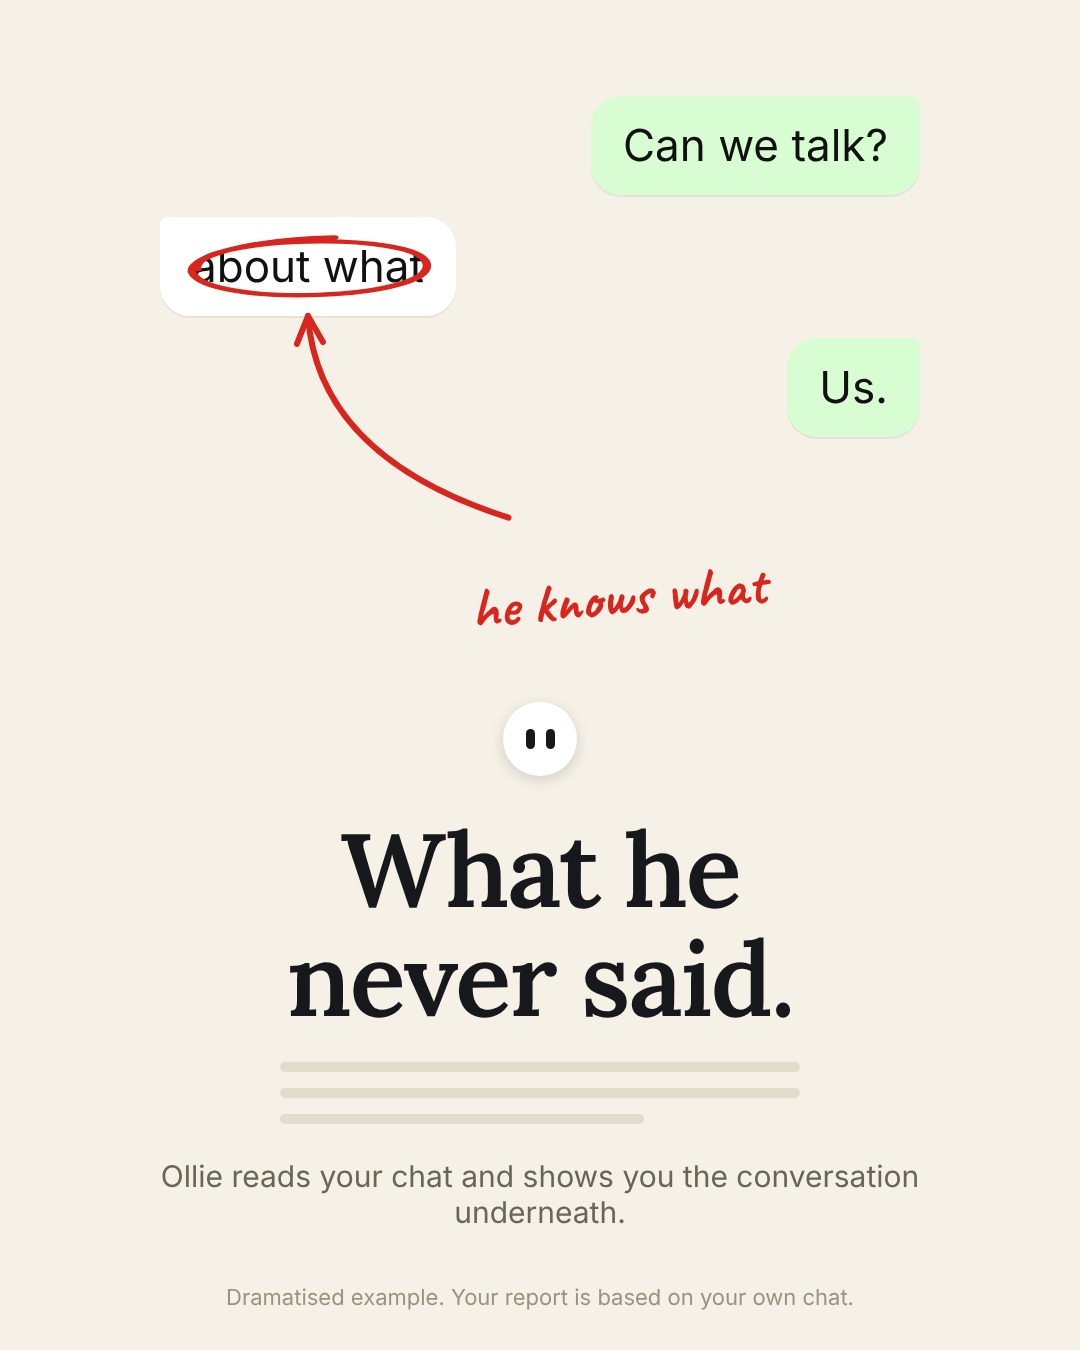 Can we talk?
about what
Us.
he knows what
What he
never said.
Ollie reads your chat and shows you the conversation
underneath.
Dramatised example. Your report is based on your own chat.